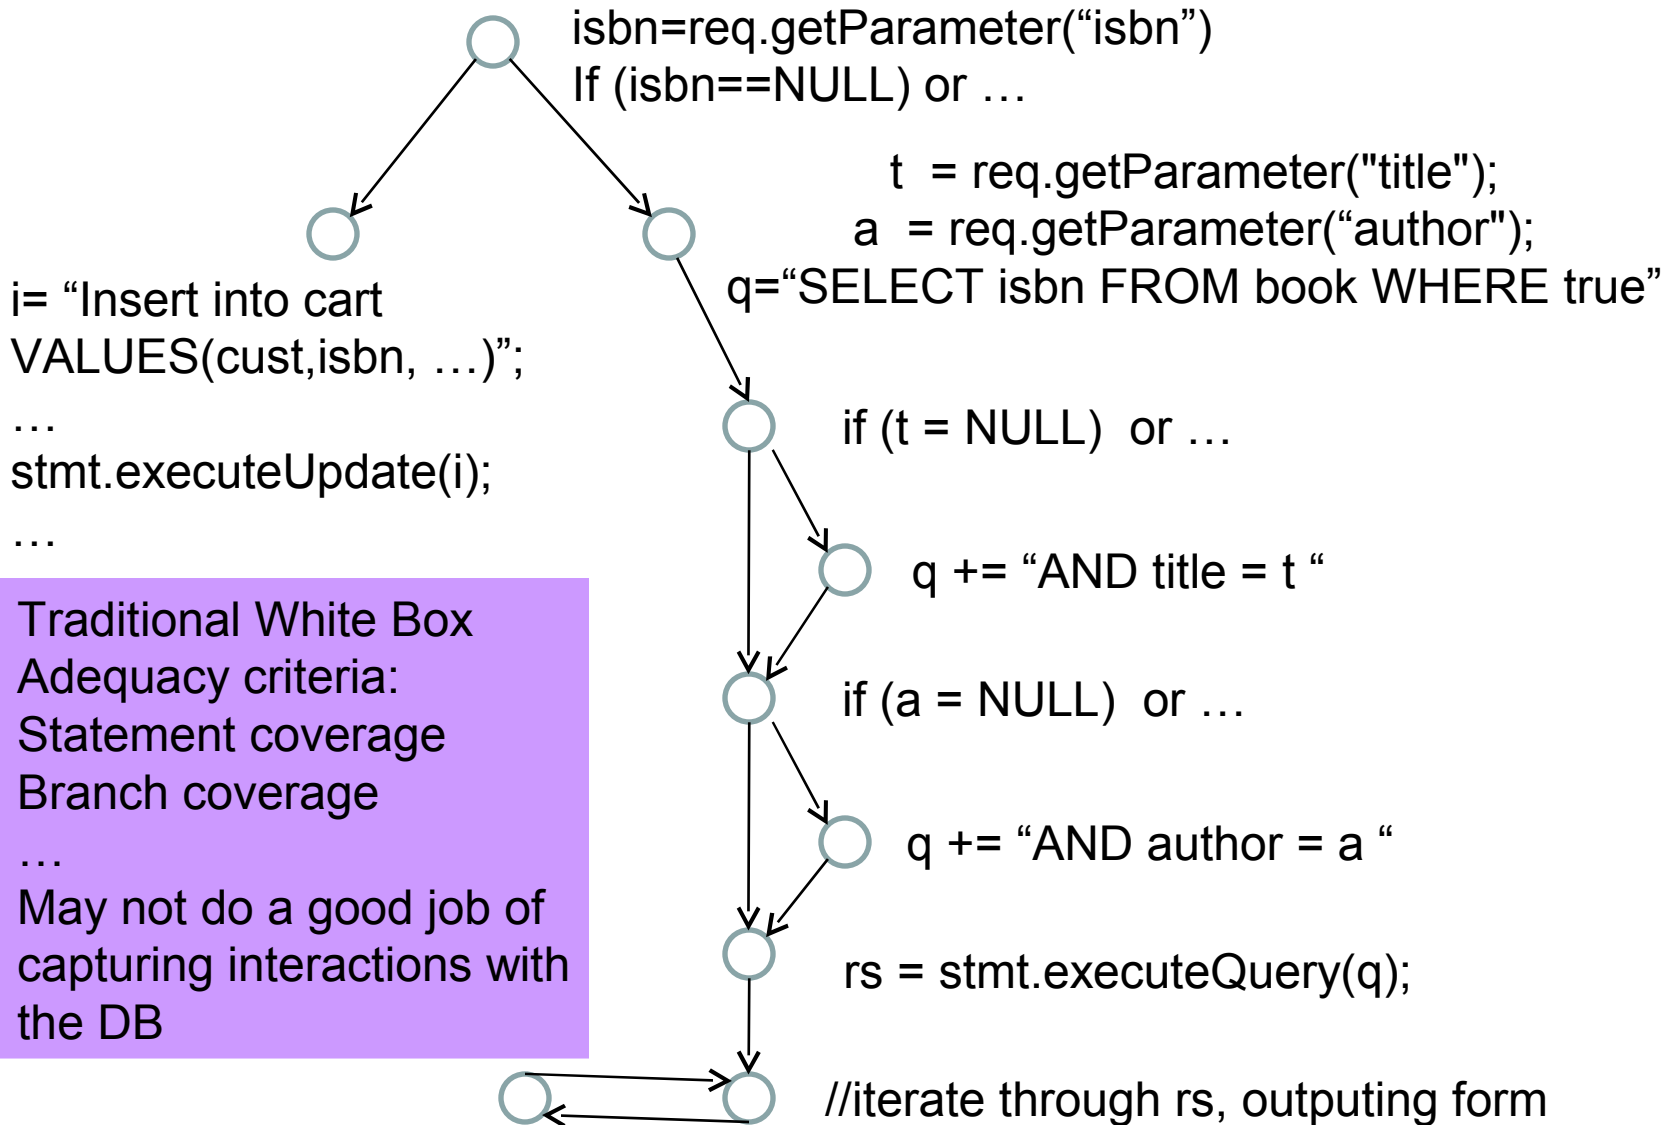 isbn=req.getParameter(“isbn”)
If (isbn==NULL) or …
t = req.getParameter("title");
a = req.getParameter(“author");
q=“SELECT isbn FROM book WHERE true”
i= “Insert into cart
VALUES(cust,isbn, …)”;
…
stmt.executeUpdate(i);
…
if (t = NULL) or …
q += “AND title = t “
if (a = NULL) or …
q += “AND author = a “
rs = stmt.executeQuery(q);
//iterate through rs, outputing form
Traditional White Box
Adequacy criteria:
Statement coverage
Branch coverage
…
May not do a good job of
capturing interactions with
the DB